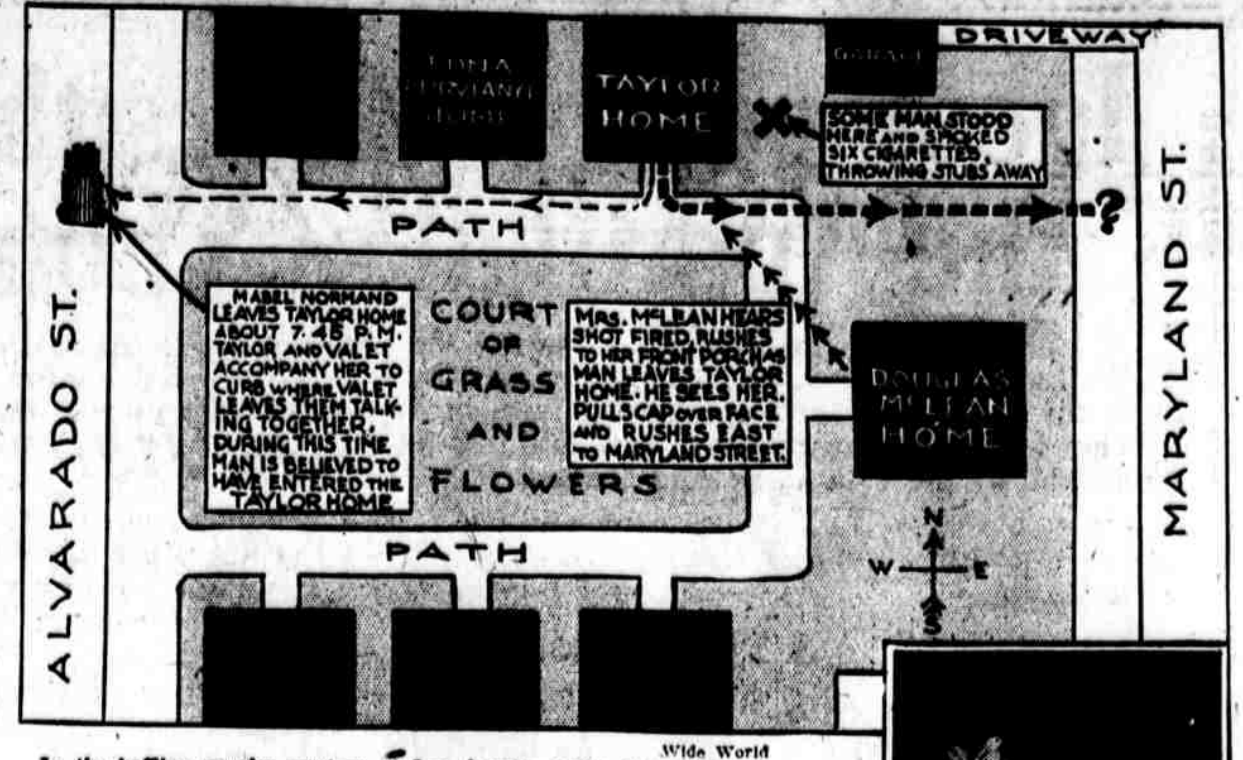 DRIVEWAY
GARAGE
EDNA
PURVIANCE
HOME
TAYLOR
HOME
SOME MAN STOOD
HERE AND SMOKED
SIX CIGARETTES,
THROWING STUBS AWAY
?
PATH
ALVARADO ST.
MARYLAND ST.
MABEL NORMAND
LEAVES TAYLOR HOME
ABOUT 7.45 P.M.
TAYLOR AND VALET
ACCOMPANY HER TO
CURB WHERE VALET
LEAVES THEM TALK-
ING TOGETHER.
DURING THIS TIME
MAN IS BELIEVED TO
HAVE ENTERED THE
TAYLOR HOME
COURT
OF
GRASS
AND
FLOWERS
MRS. McLEAN HEARS
SHOT FIRED, RUSHES
TO HER FRONT PORCH AS
MAN LEAVES TAYLOR
HOME. HE SEES HER,
PULLS CAP OVER FACE
AND RUSHES EAST
TO MARYLAND STREET.
DOUGLAS
McLEAN
HOME
PATH
N
W E
S
Wide World